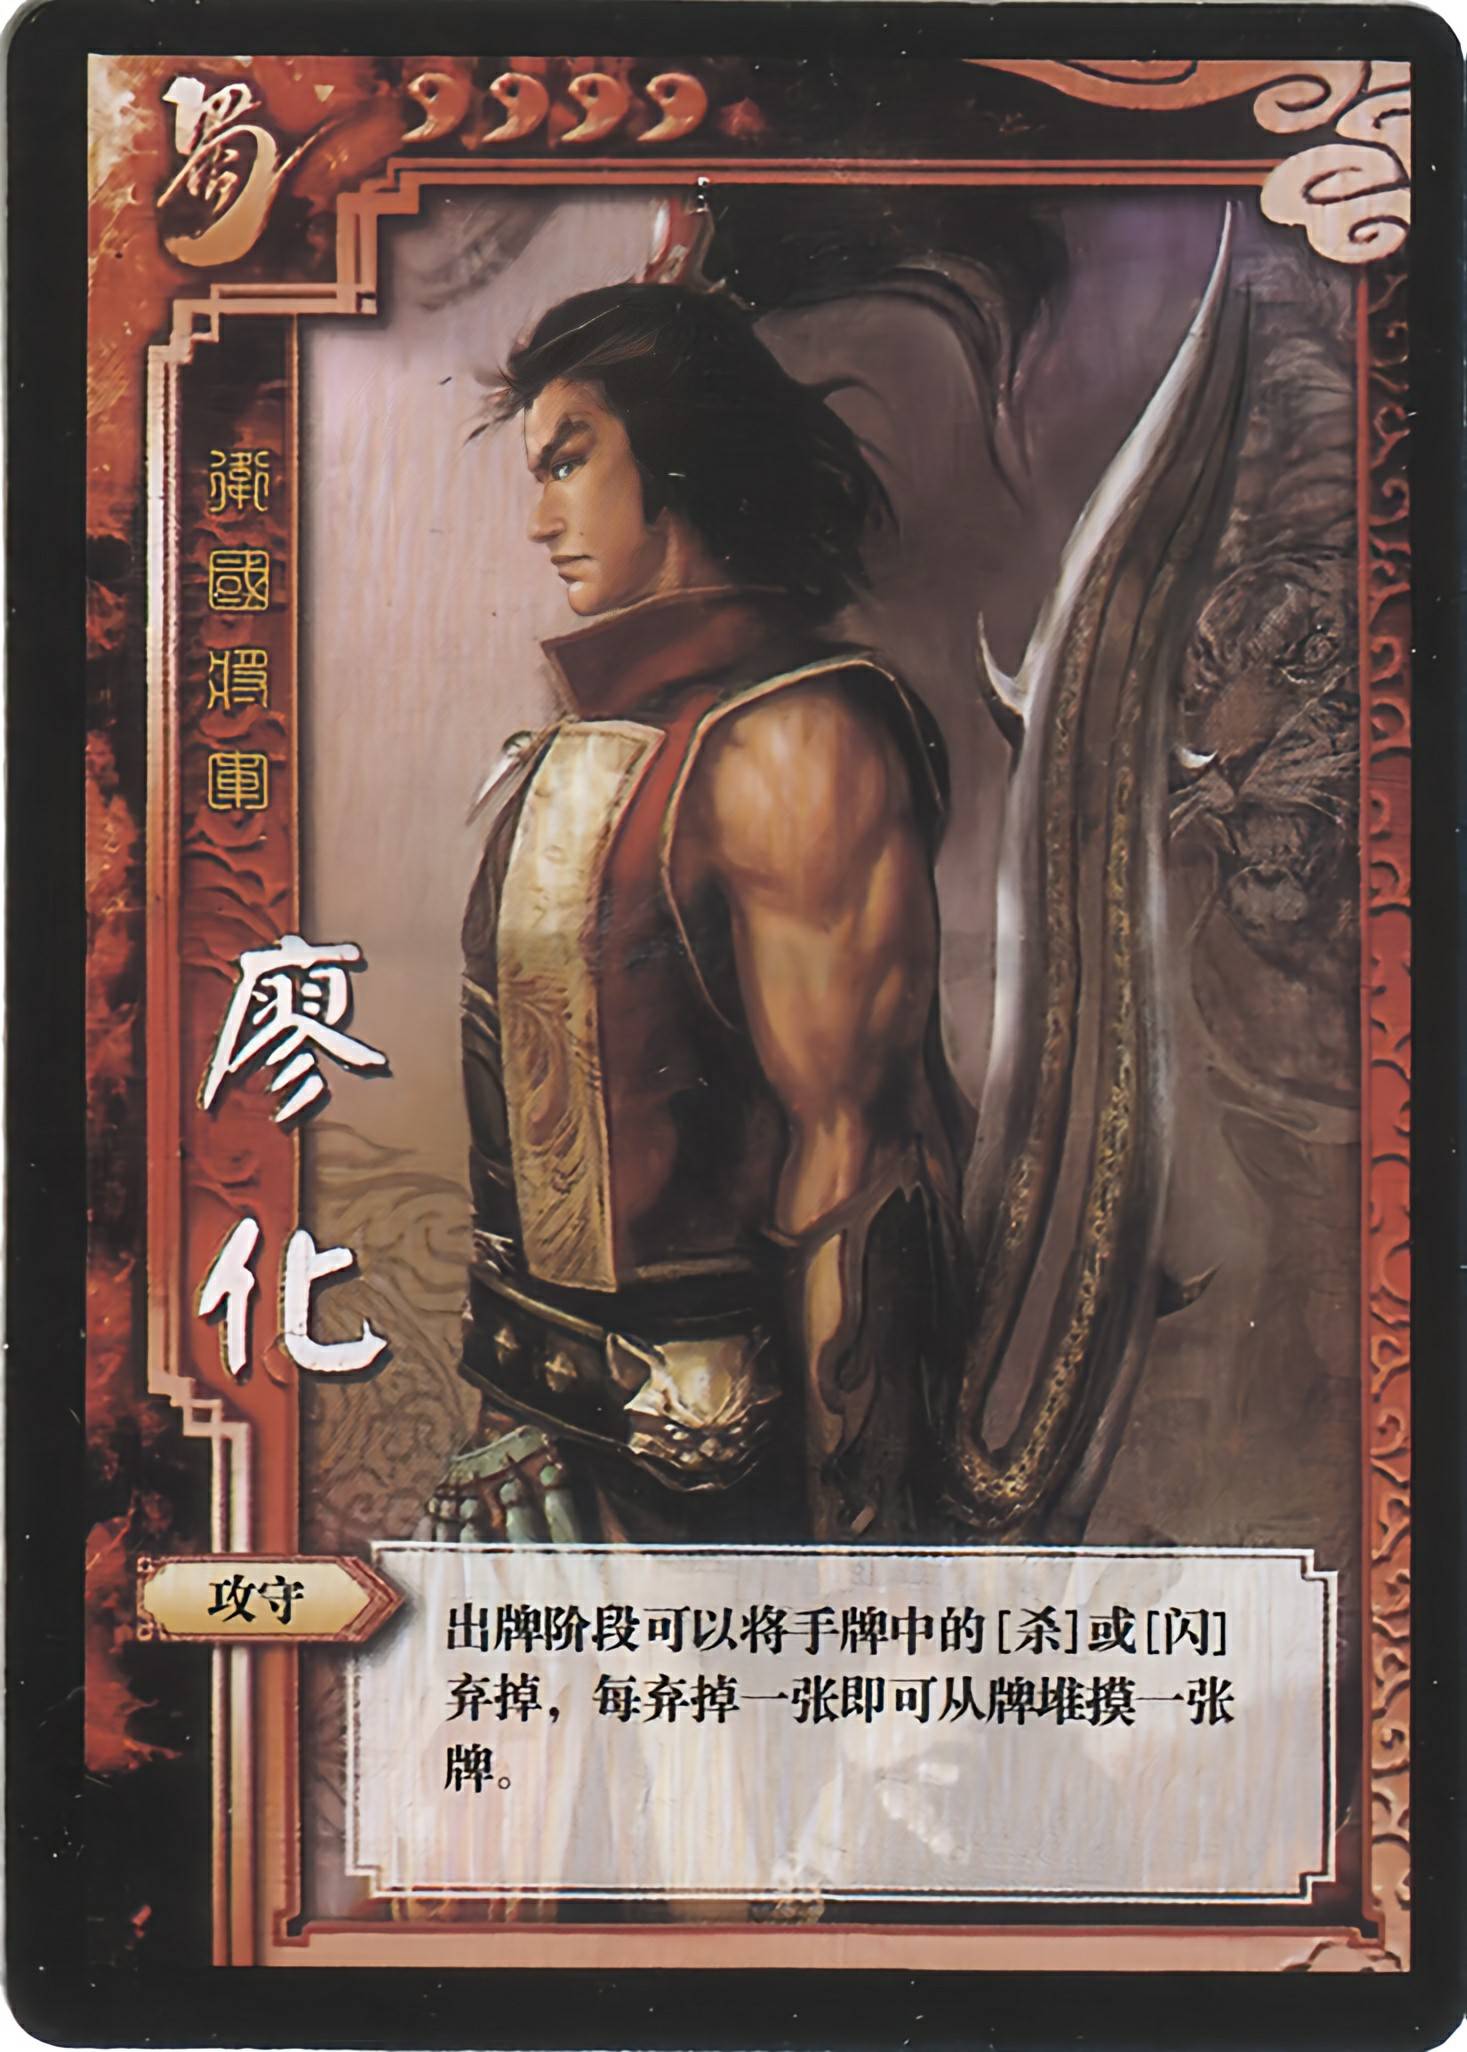 蜀
衛國將軍
廖化
攻守
出牌阶段可以将手牌中的[杀]或[闪]
弃掉，每弃掉一张即可从牌堆摸一张
牌。